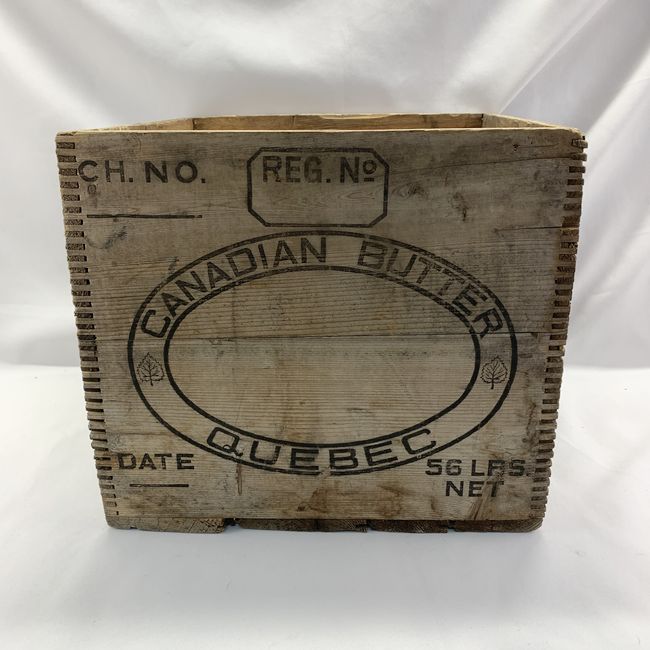 CH. NO.
REG. No
CANADIAN BUTTER
QUEBEC
DATE
56 LBS.
NET